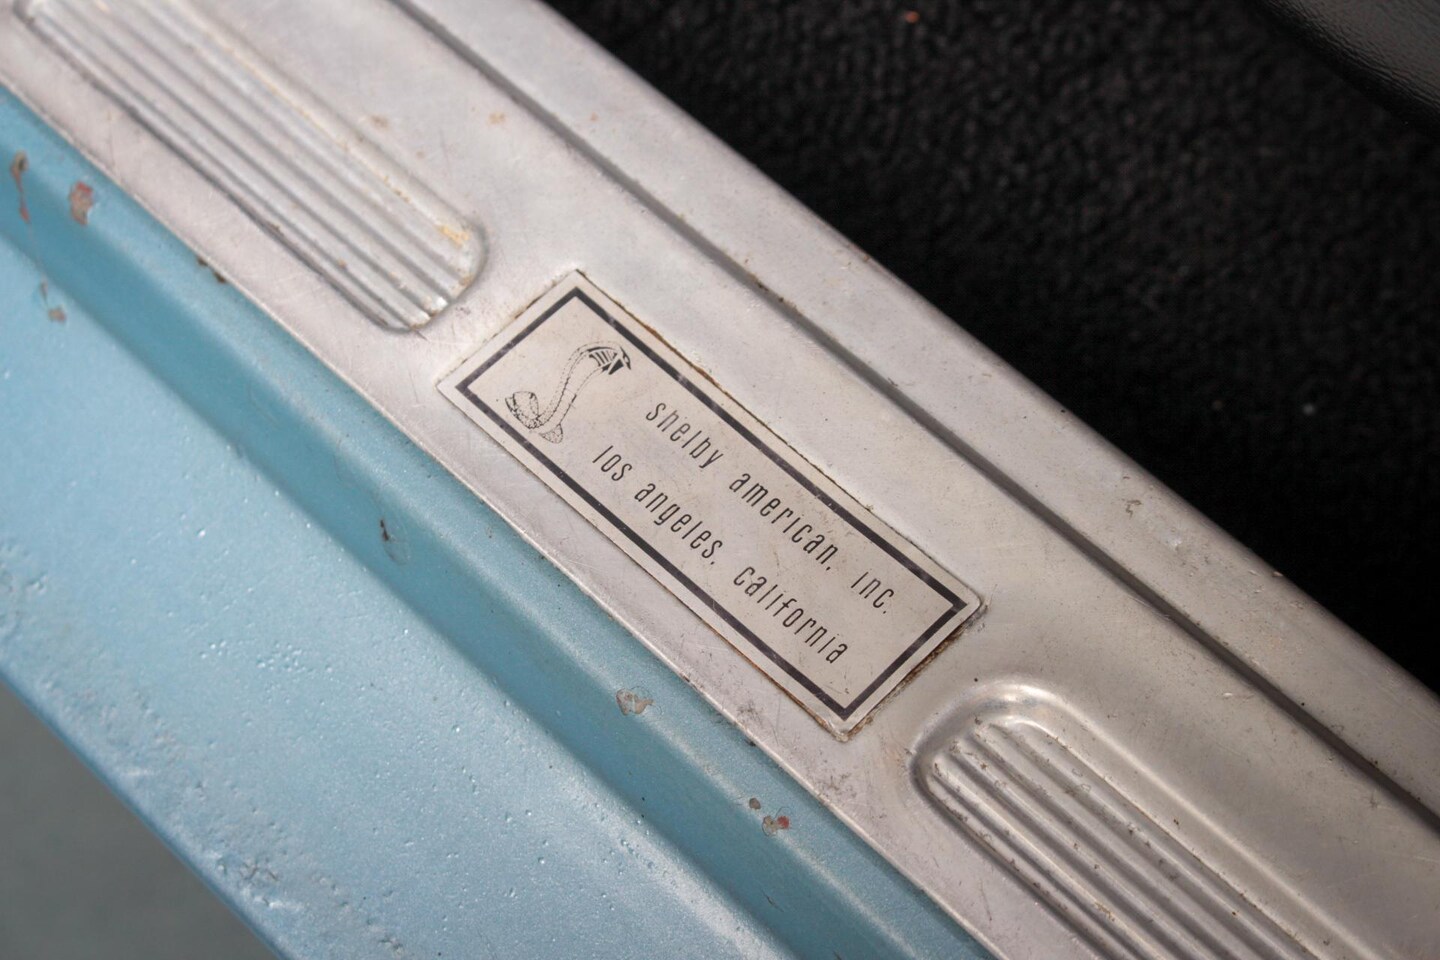 shelby american, inc.
los angeles, california